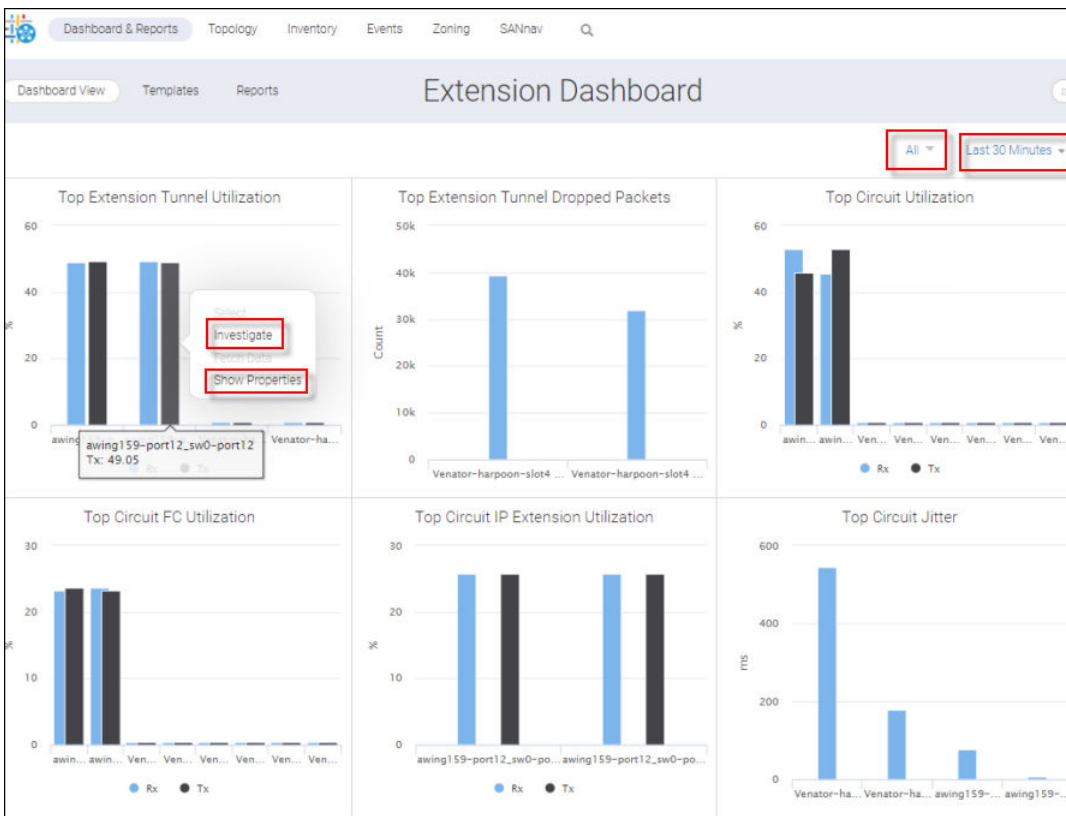 Dashboard & Reports Topology Inventory Events Zoning SANnav
Dashboard View Templates Reports Extension Dashboard
All Last 30 Minutes
Top Extension Tunnel Utilization
60
40
20
0
%
Select
Investigate
Fetch Data
Show Properties
awing159-port12_sw0-port12
Tx: 49.05
awing Venator-ha...
Rx Tx
Top Extension Tunnel Dropped Packets
50k
40k
30k
20k
10k
0
Count
Venator-harpoon-slot4 ... Venator-harpoon-slot4 ...
Top Circuit Utilization
60
40
20
0
%
awin... awin... Ven... Ven... Ven... Ven... Ven... Ven...
Rx Tx
Top Circuit FC Utilization
30
20
10
0
%
awin... awin... Ven... Ven... Ven... Ven... Ven... Ven...
Rx Tx
Top Circuit IP Extension Utilization
30
20
10
0
%
awing159-port12_sw0-po... awing159-port12_sw0-po...
Rx Tx
Top Circuit Jitter
600
400
200
0
ms
Venator-ha... Venator-ha... awing159-... awing159-...